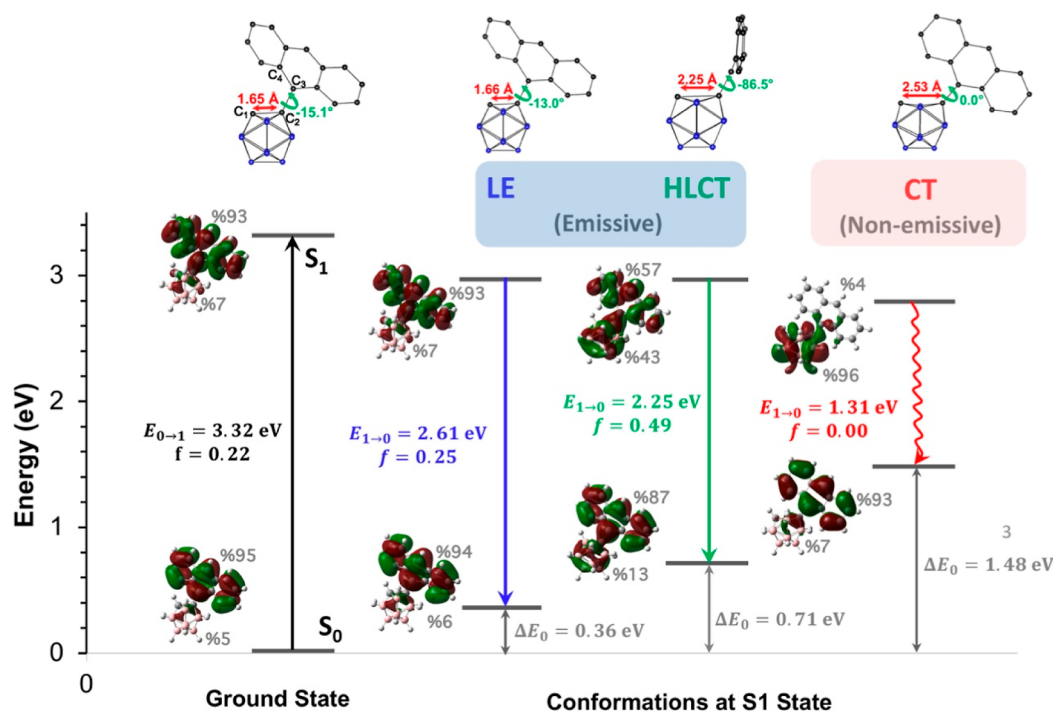 C4
C3
1.65 Å
-15.1°
C1
C2
1.66 Å
-13.0°
2,25 Å
-86.5°
2.53 Å
0.0°
LE
HLCT
(Emissive)
CT
(Non-emissive)
Energy (eV)
3
2
1
0
0
%93
%7
S1
E0→1 = 3.32 eV
f = 0.22
%95
%5
S0
%93
%7
E1→0 = 2.61 eV
f = 0.25
%94
%6
ΔE0 = 0.36 eV
%57
%43
E1→0 = 2.25 eV
f = 0.49
%87
%13
ΔE0 = 0.71 eV
%4
%96
E1→0 = 1.31 eV
f = 0.00
%93
%7
3
ΔE0 = 1.48 eV
Ground State
Conformations at S1 State